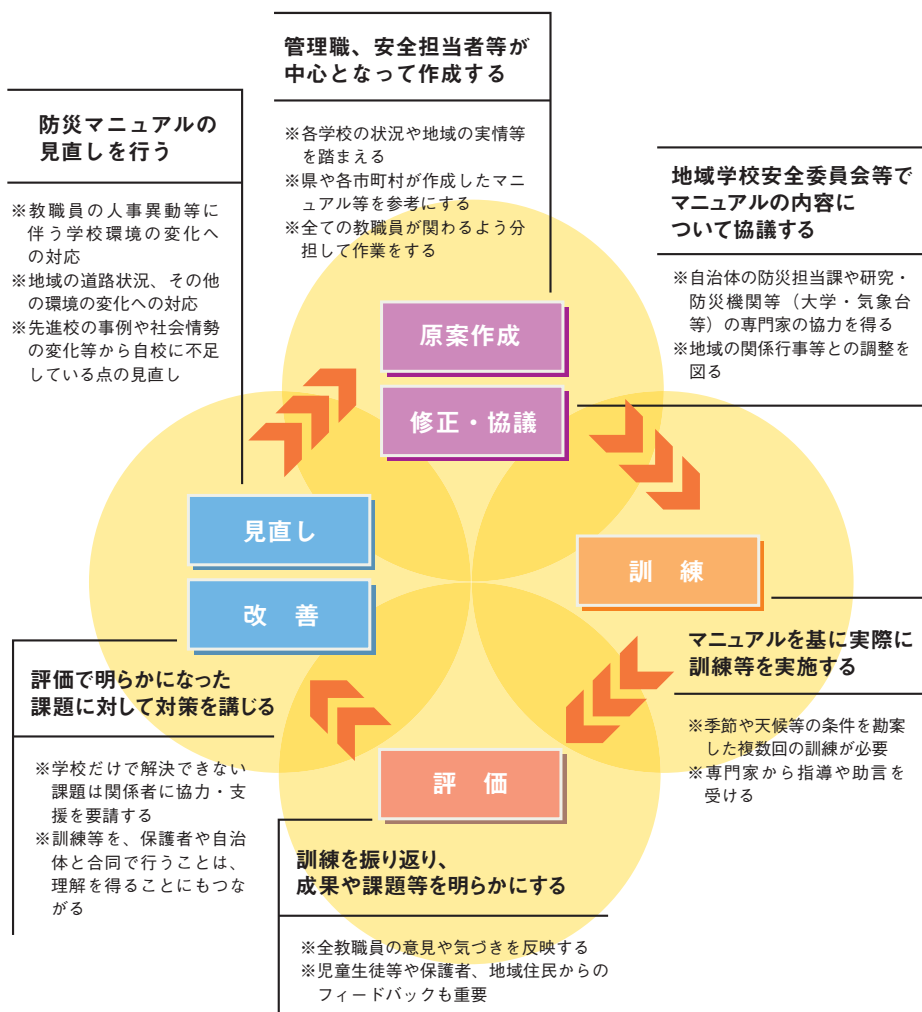 管理職、安全担当者等が
中心となって作成する
※各学校の状況や地域の実情等
を踏まえる
※県や各市町村が作成したマニ
ュアル等を参考にする
※全ての教職員が関わるよう分
担して作業をする
防災マニュアルの
見直しを行う
※教職員の人事異動等に
伴う学校環境の変化へ
の対応
※地域の道路状況、その他
の環境の変化への対応
※先進校の事例や社会情勢
の変化等から自校に不足
している点の見直し
地域学校安全委員会等で
マニュアルの内容に
ついて協議する
※自治体の防災担当課や研究・
防災機関等（大学・気象台
等）の専門家の協力を得る
※地域の関係行事等との調整を
図る
原案作成
修正・協議
見直し
改　善
訓　練
マニュアルを基に実際に
訓練等を実施する
※季節や天候等の条件を勘案
した複数回の訓練が必要
※専門家から指導や助言を
受ける
評価で明らかになった
課題に対して対策を講じる
※学校だけで解決できない
課題は関係者に協力・支
援を要請する
※訓練等を、保護者や自治
体と合同で行うことは、
理解を得ることにもつな
がる
評　価
訓練を振り返り、
成果や課題等を明らかにする
※全教職員の意見や気づきを反映する
※児童生徒等や保護者、地域住民からの
フィードバックも重要